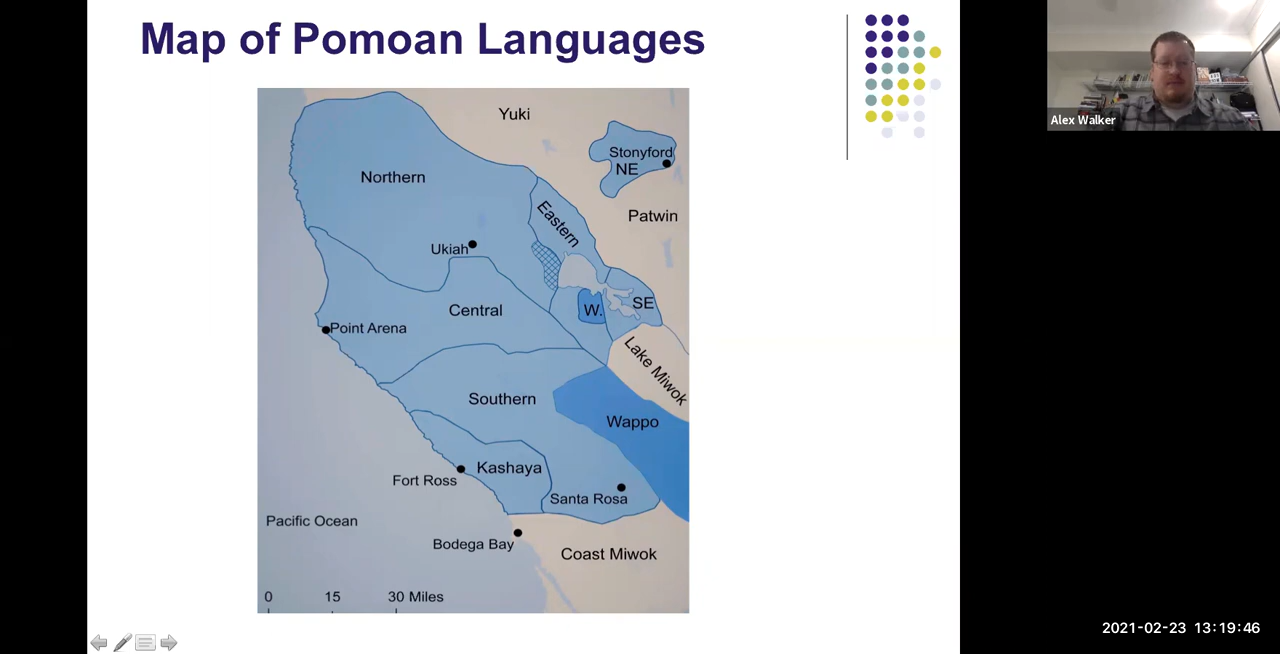 Map of Pomoan Languages
Alex Walker
Yuki
Stonyford
NE
Northern
Patwin
Eastern
Ukiah
Central
W.
SE
Point Arena
Lake Miwok
Southern
Wappo
Kashaya
Fort Ross
Santa Rosa
Pacific Ocean
Bodega Bay
Coast Miwok
0 15 30 Miles
2021-02-23 13:19:46